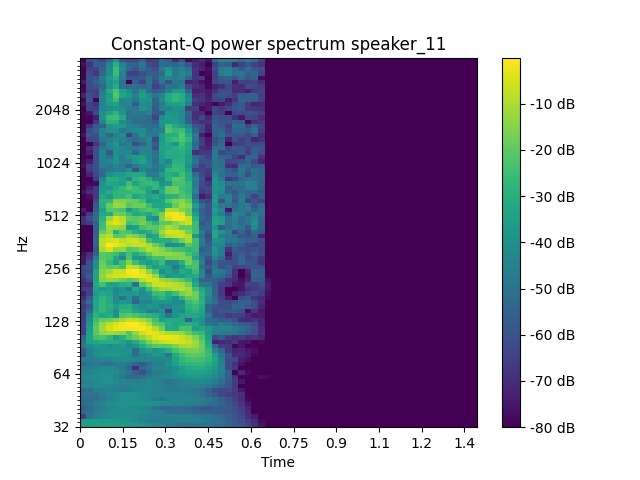 Constant-Q power spectrum speaker_11
2048
1024
512
256
128
64
32
Hz
0 0.15 0.3 0.45 0.6 0.75 0.9 1.1 1.2 1.4
Time
-10 dB
-20 dB
-30 dB
-40 dB
-50 dB
-60 dB
-70 dB
-80 dB